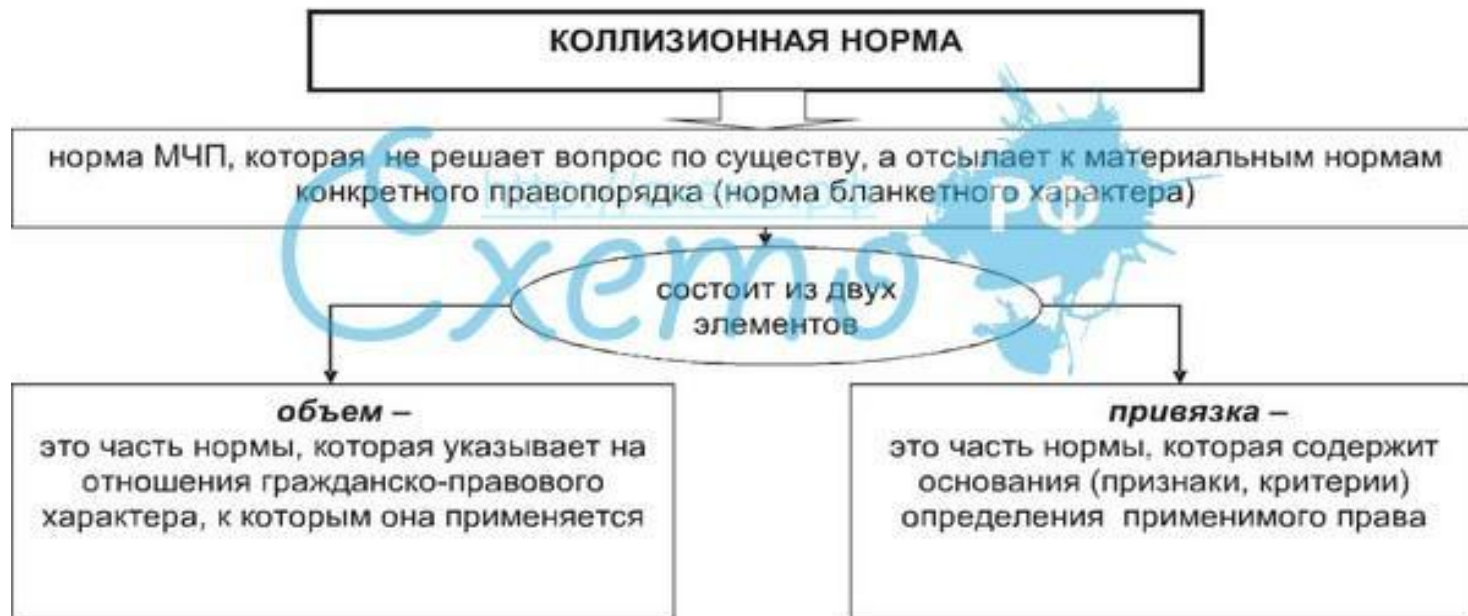 КОЛЛИЗИОННАЯ НОРМА
норма МЧП, которая не решает вопрос по существу, а отсылает к материальным нормам
конкретного правопорядка (норма бланкетного характера)
состоит из двух
элементов
объем –
это часть нормы, которая указывает на
отношения гражданско-правового
характера, к которым она применяется
привязка –
это часть нормы, которая содержит
основания (признаки, критерии)
определения применимого права
Схемо
РФ